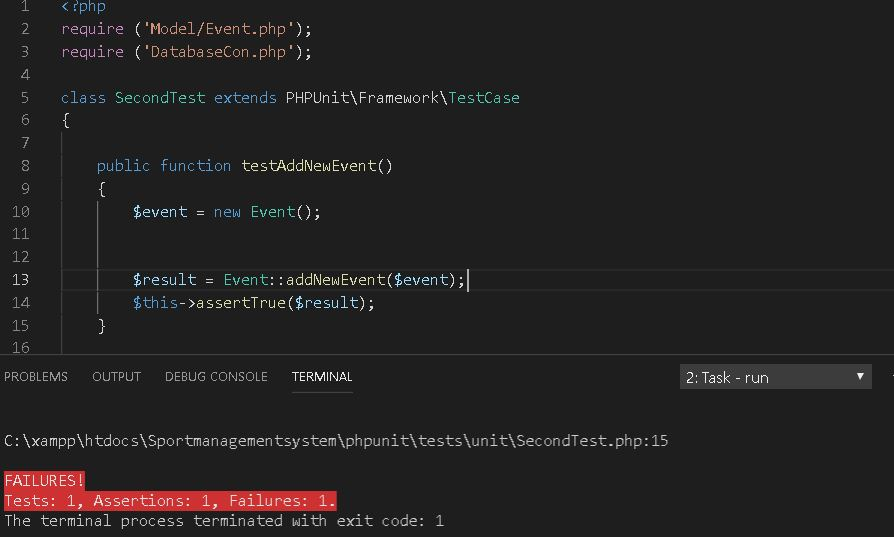 1 <?php
2 require ('Model/Event.php');
3 require ('DatabaseCon.php');
4
5 class SecondTest extends PHPUnit\Framework\TestCase
6 {
7
8 public function testAddNewEvent()
9 {
10 $event = new Event();
11
12
13 $result = Event::addNewEvent($event);
14 $this->assertTrue($result);
15 }
16
PROBLEMS OUTPUT DEBUG CONSOLE TERMINAL 2: Task - run
C:\xampp\htdocs\Sportmanagementsystem\phpunit\tests\unit\SecondTest.php:15
FAILURES!
Tests: 1, Assertions: 1, Failures: 1.
The terminal process terminated with exit code: 1